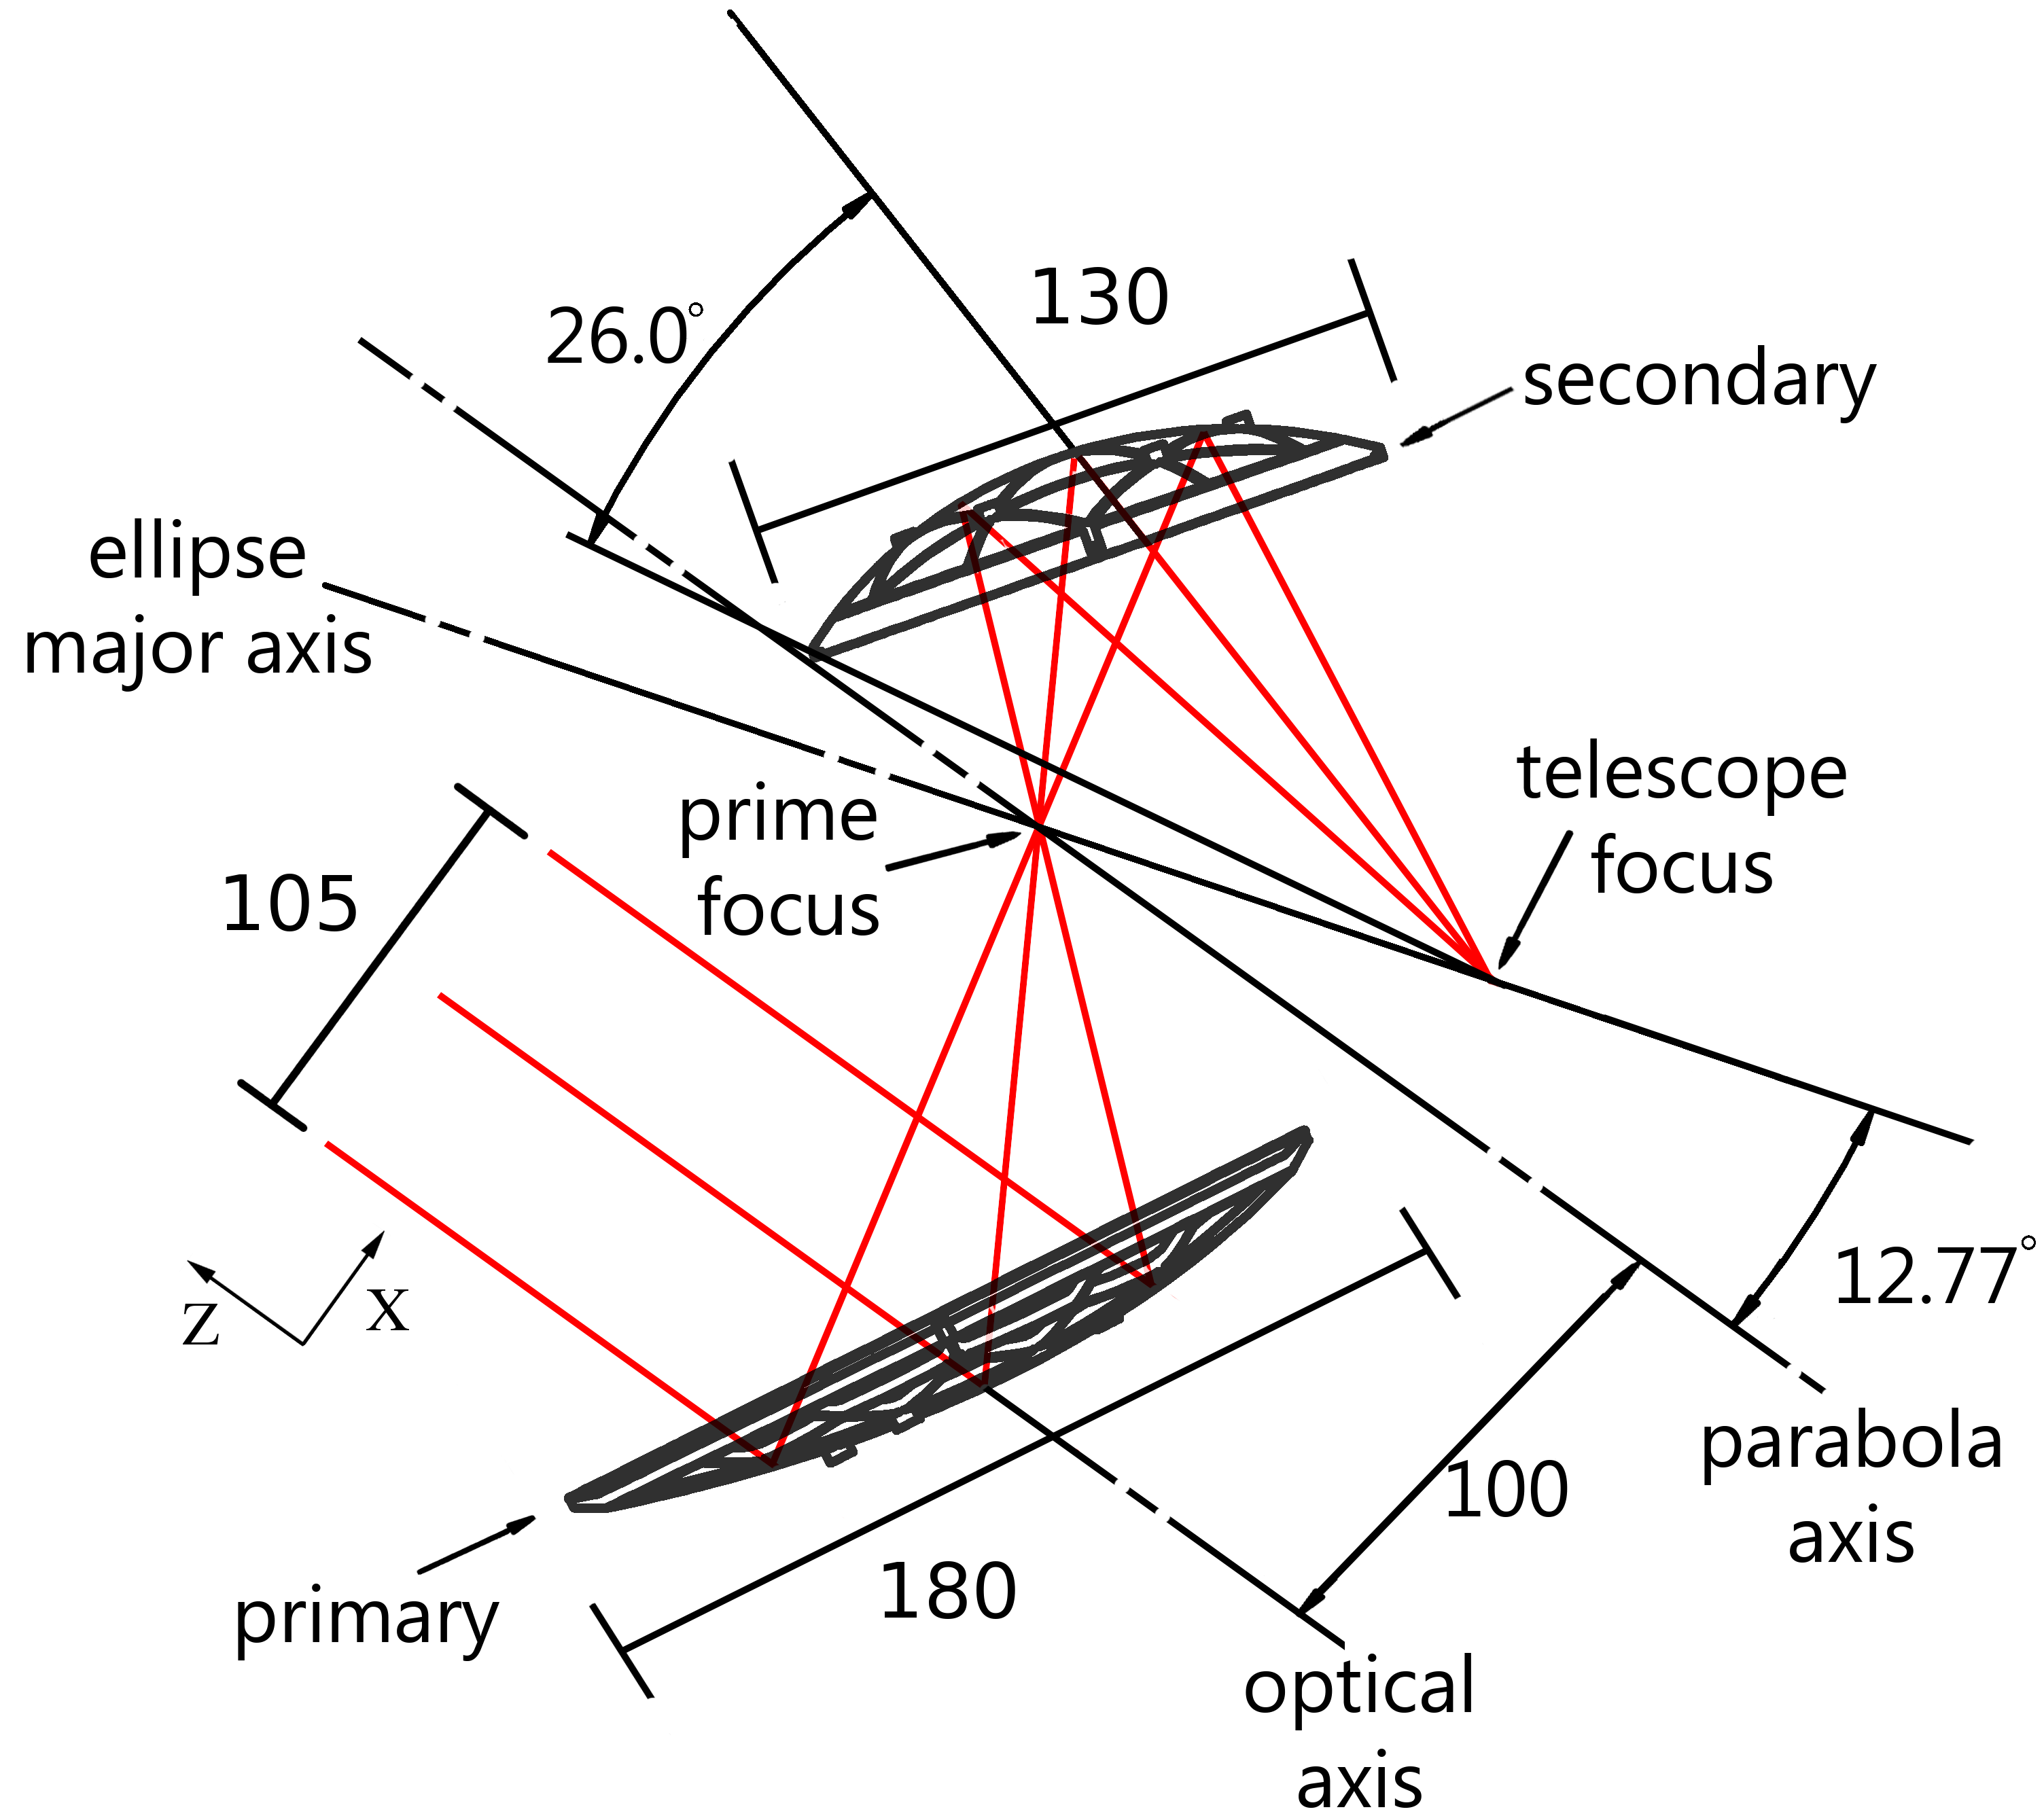 130
26.0°
secondary
ellipse
major axis
telescope
focus
prime
focus
105
12.77°
x
z
parabola
axis
100
180
primary
optical
axis